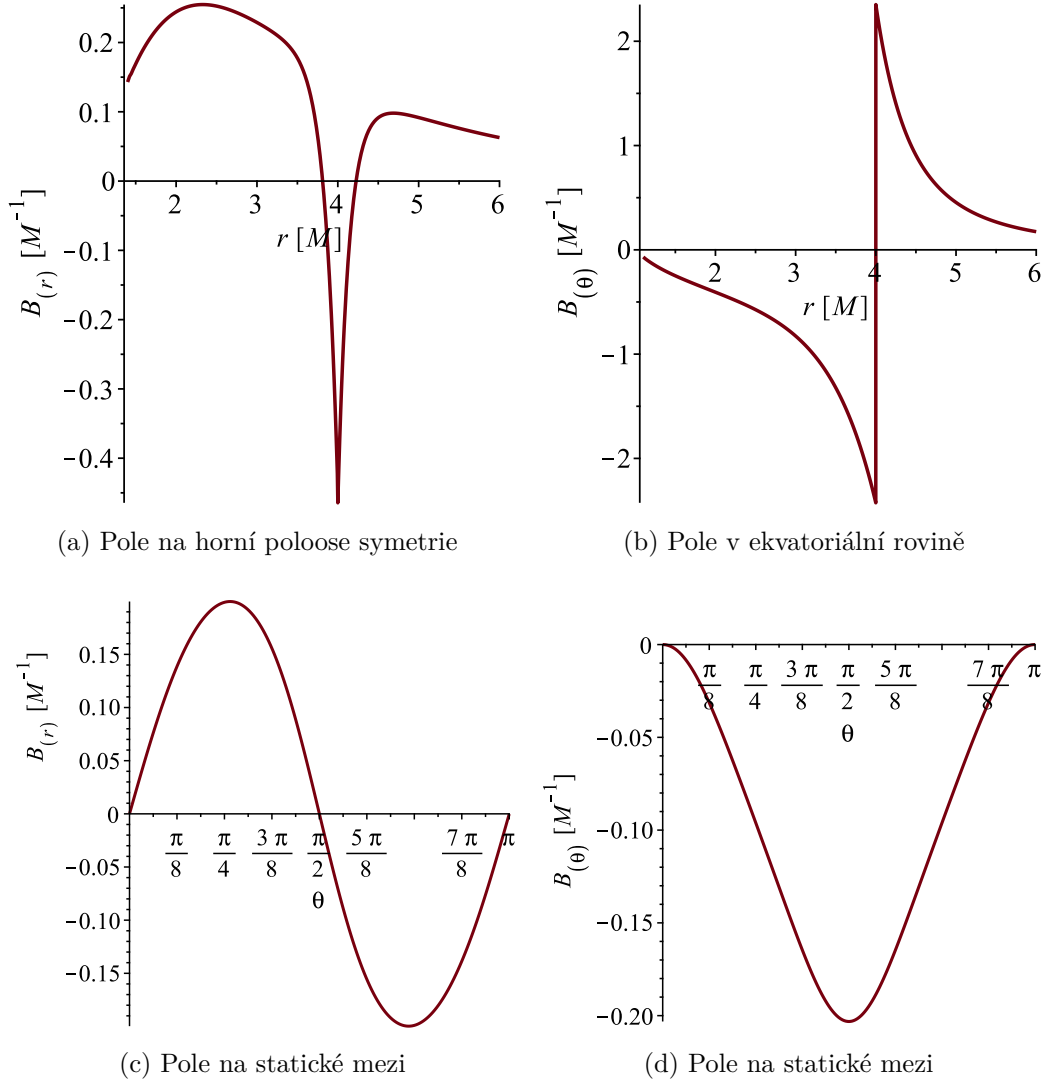 0.2
0.1
0
−0.1
−0.2
−0.3
−0.4
2 3 4 5 6
r [M]
B(r) [M⁻¹]
(a) Pole na horní poloose symetrie
2
1
0
−1
−2
2 3 4 5 6
r [M]
B(θ) [M⁻¹]
(b) Pole v ekvatoriální rovině
0.15
0.10
0.05
0
−0.05
−0.10
−0.15
π/8 π/4 3π/8 π/2 5π/8 7π/8 π
θ
B(r) [M⁻¹]
(c) Pole na statické mezi
0
−0.05
−0.10
−0.15
−0.20
π/8 π/4 3π/8 π/2 5π/8 7π/8 π
θ
B(θ) [M⁻¹]
(d) Pole na statické mezi